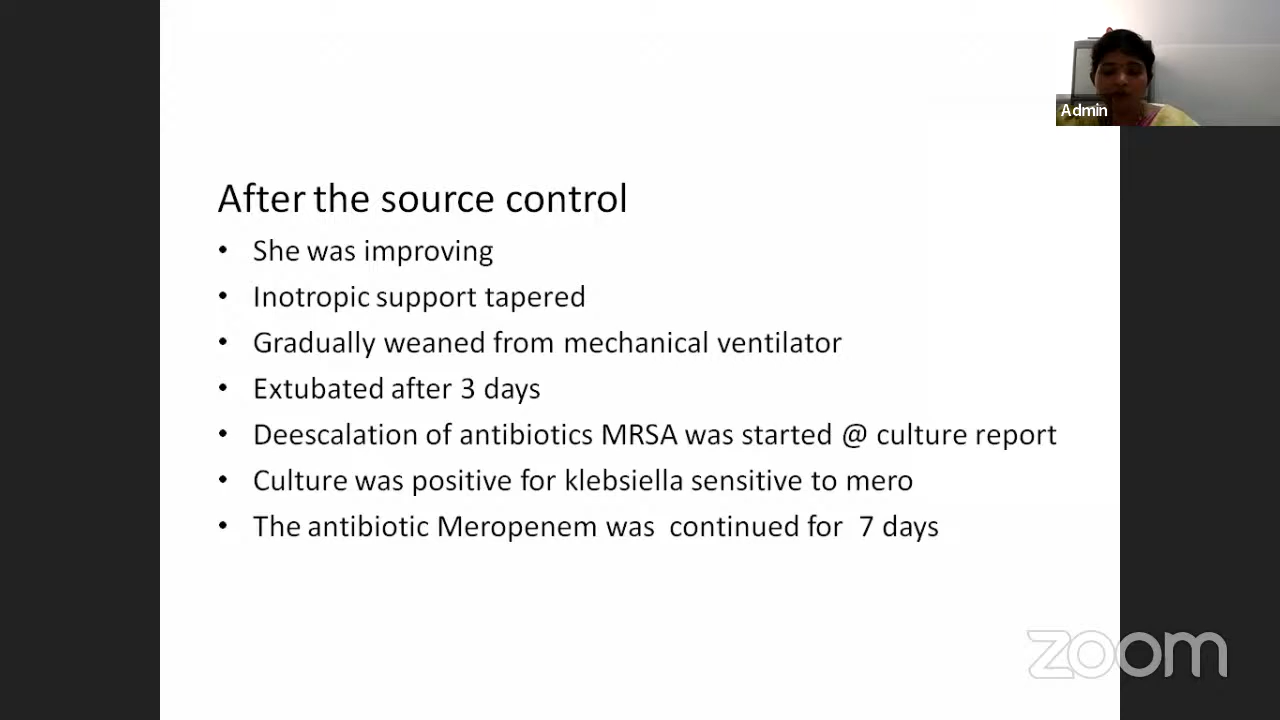 Admin
After the source control
• She was improving
• Inotropic support tapered
• Gradually weaned from mechanical ventilator
• Extubated after 3 days
• Deescalation of antibiotics MRSA was started @ culture report
• Culture was positive for klebsiella sensitive to mero
• The antibiotic Meropenem was  continued for  7 days
zoom